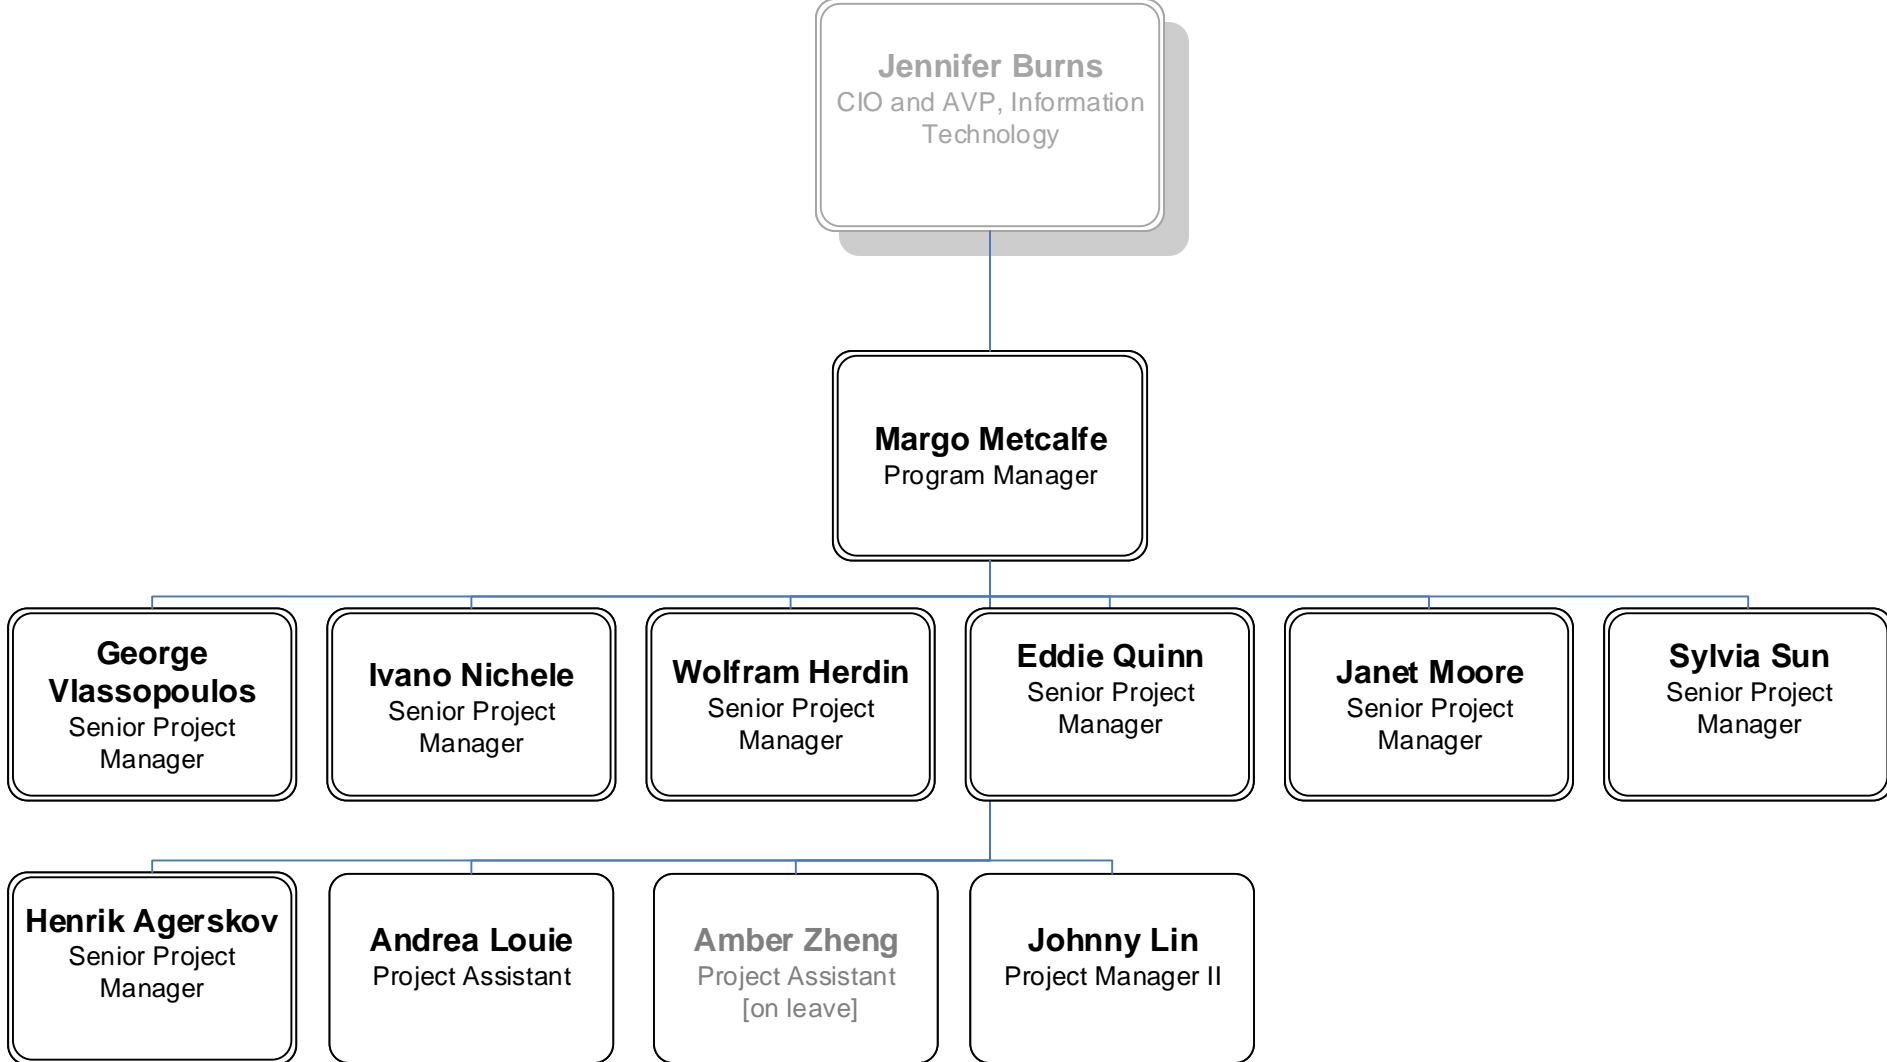 Jennifer Burns
CIO and AVP, Information
Technology
Margo Metcalfe
Program Manager
George
Vlassopoulos
Senior Project
Manager
Ivano Nichele
Senior Project
Manager
Wolfram Herdin
Senior Project
Manager
Eddie Quinn
Senior Project
Manager
Janet Moore
Senior Project
Manager
Sylvia Sun
Senior Project
Manager
Henrik Agerskov
Senior Project
Manager
Andrea Louie
Project Assistant
Amber Zheng
Project Assistant
[on leave]
Johnny Lin
Project Manager II